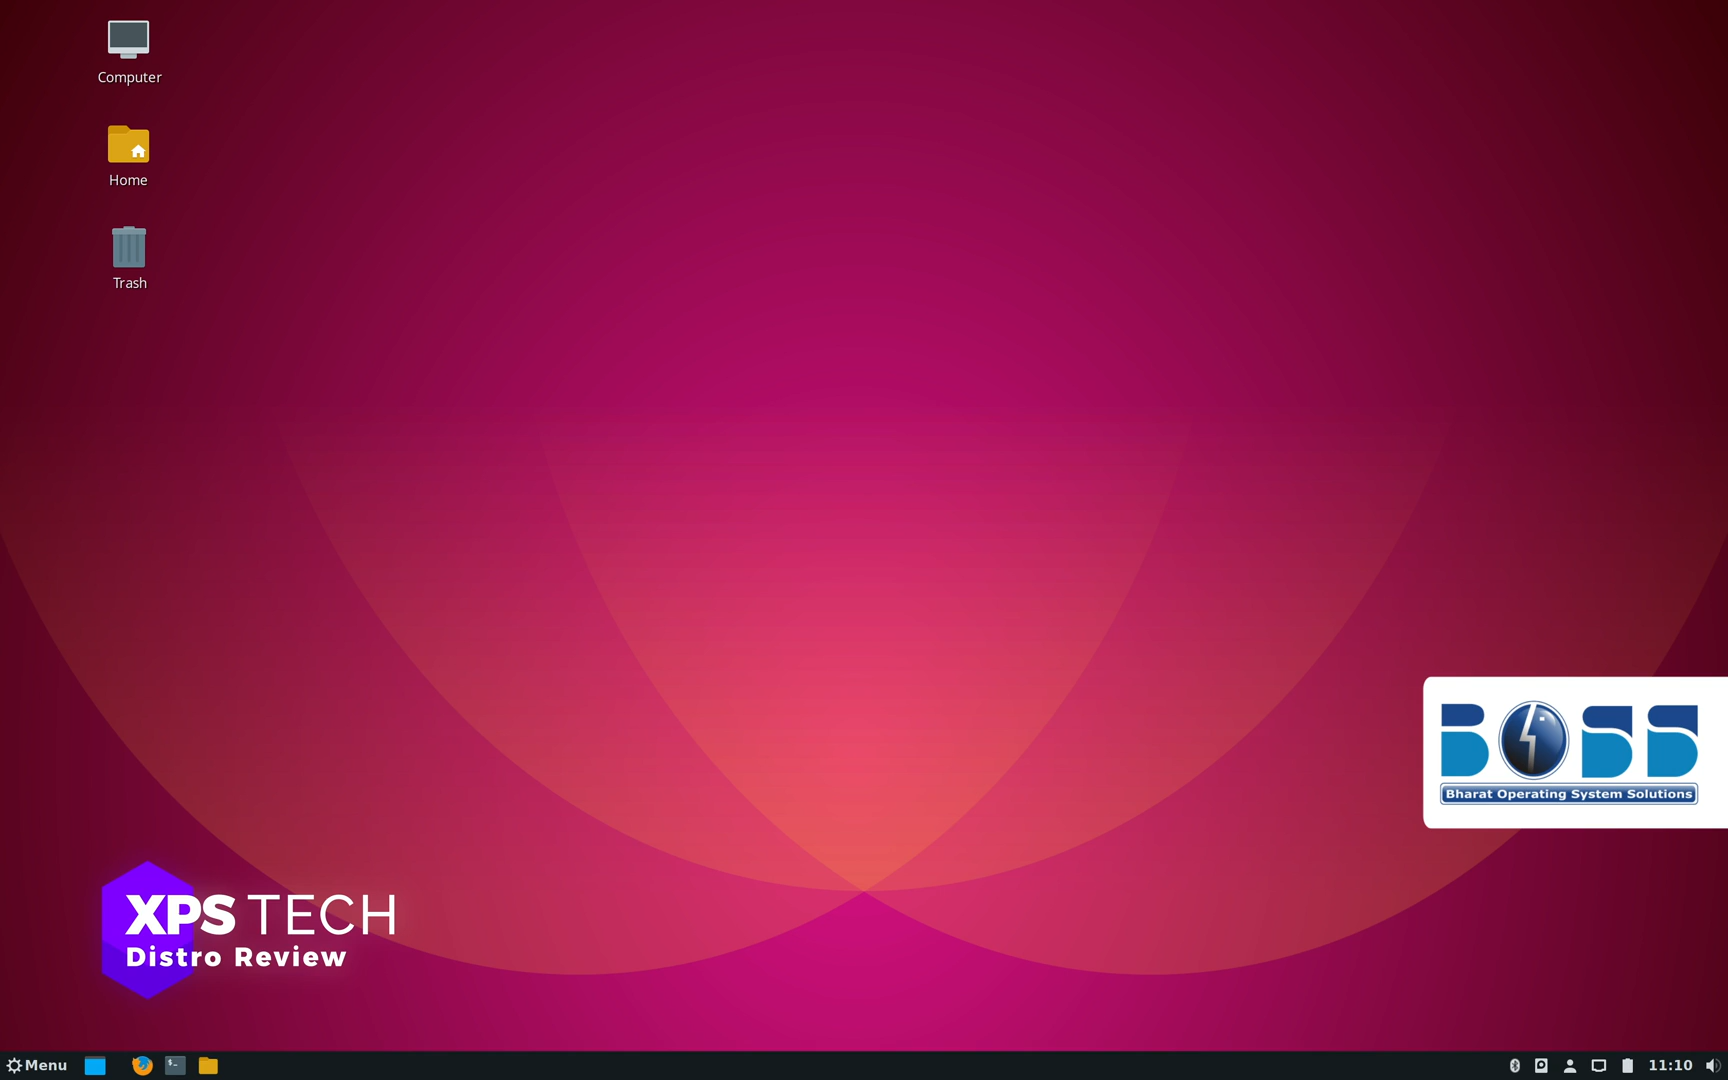 Computer
Home
Trash
BOSS
Bharat Operating System Solutions
XPS TECH
Distro Review
Menu
$_
11:10